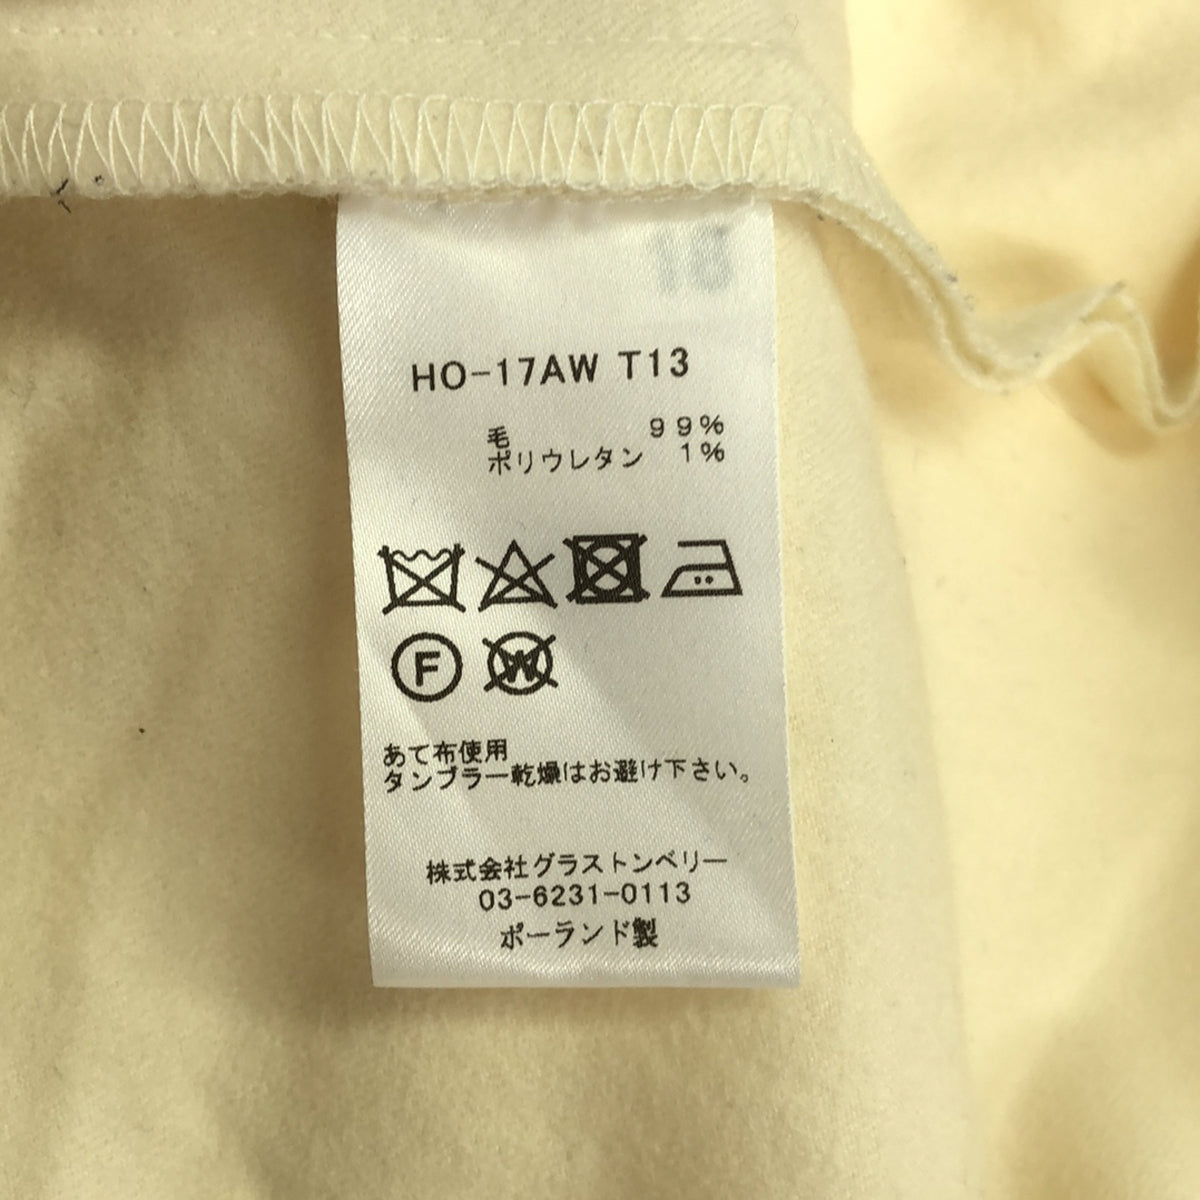 HO-17AW T13
毛 99%
ポリウレタン 1%
F W
あて布使用
タンブラー乾燥はお避け下さい。
株式会社グラストンベリー
03-6231-0113
ポーランド製